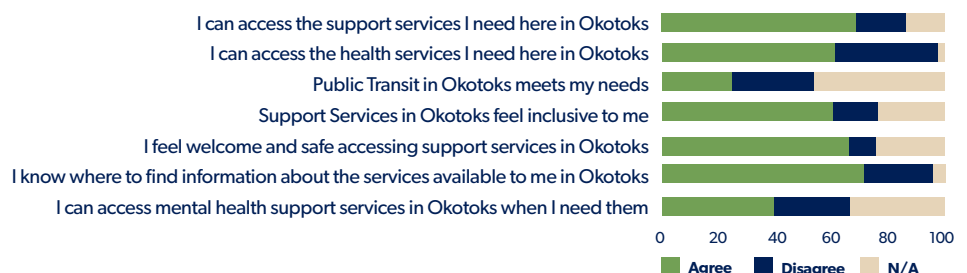 I can access the support services I need here in Okotoks
I can access the health services I need here in Okotoks
Public Transit in Okotoks meets my needs
Support Services in Okotoks feel inclusive to me
I feel welcome and safe accessing support services in Okotoks
I know where to find information about the services available to me in Okotoks
I can access mental health support services in Okotoks when I need them
0 20 40 60 80 100
Agree Disagree N/A